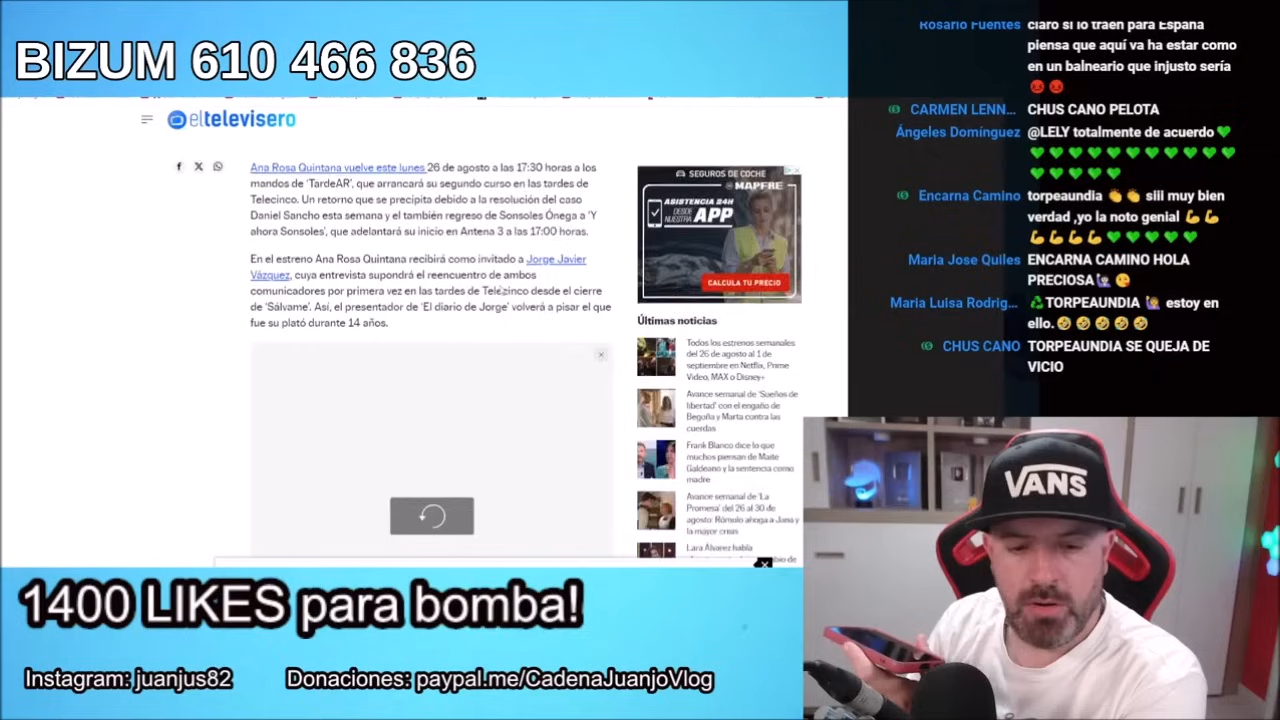 BIZUM 610 466 836
eltelevisero
Ana Rosa Quintana vuelve este lunes 26 de agosto a las 17:30 horas a los
mandos de 'TardeAR', que arrancará su segundo curso en las tardes de
Telecinco. Un retorno que se precipita debido a la resolución del caso
Daniel Sancho esta semana y el también regreso de Sonsoles Ónega a 'Y
ahora Sonsoles', que adelantará su inicio en Antena 3 a las 17:00 horas.
En el estreno Ana Rosa Quintana recibirá como invitado a Jorge Javier
Vázquez, cuya entrevista supondrá el reencuentro de ambos
comunicadores por primera vez en las tardes de Telecinco desde el cierre
de 'Sálvame'. Así, el presentador de 'El diario de Jorge' volverá a pisar el que
fue su plató durante 14 años.
SEGUROS DE COCHE
@MAPFRE
ASISTENCIA 24H
DESDE
NUESTRA APP
CALCULA TU PRECIO
Últimas noticias
Todos los estrenos semanales
del 26 de agosto al 1 de
septiembre en Netflix, Prime
Video, MAX o Disney+
Avance semanal de 'Sueños de
libertad' con el engaño de
Begoña y Marta contra las
cuerdas
Frank Blanco dice lo que
muchos piensan de Maite
Galdeano y la sentencia como
madre
Avance semanal de 'La
Promesa' del 26 al 30 de
agosto: Rómulo ahoga a Jana y
la mayor crisis
Lara Álvarez habla
Rosario Fuentes claro si lo traen para España
piensa que aquí va ha estar como
en un balneario que injusto sería
CARMEN LENN... CHUS CANO PELOTA
Ángeles Domínguez @LELY totalmente de acuerdo
Encarna Camino torpeaundia siii muy bien
verdad ,yo la noto genial
Maria Jose Quiles ENCARNA CAMINO HOLA
PRECIOSA
Maria Luisa Rodrig... TORPEAUNDIA estoy en
ello.
CHUS CANO TORPEAUNDIA SE QUEJA DE
VICIO
VANS
1400 LIKES para bomba!
Instagram: juanjus82 Donaciones: paypal.me/CadenaJuanjoVlog